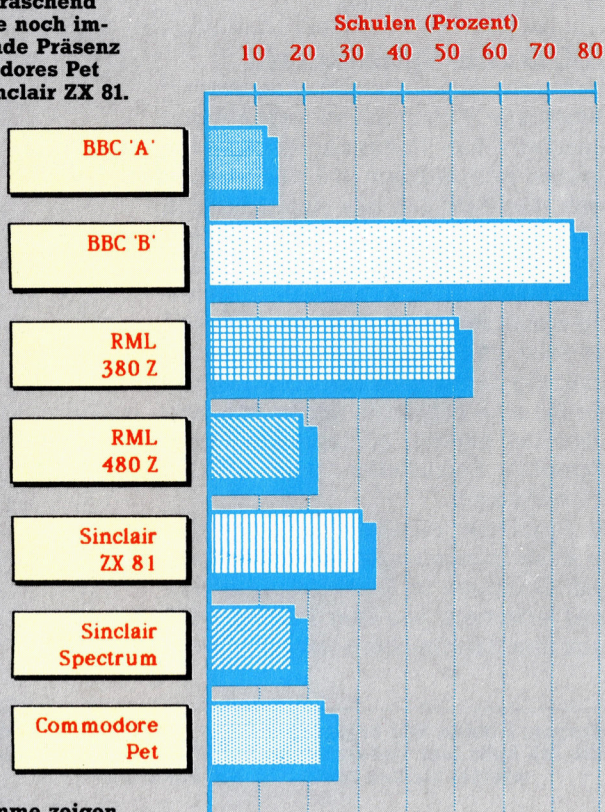 raschend
e noch im-
nde Präsenz
dores Pet
nclair ZX 81.
Schulen (Prozent)
10 20 30 40 50 60 70 80
BBC 'A'
BBC 'B'
RML
380 Z
RML
480 Z
Sinclair
ZX 81
Sinclair
Spectrum
Commodore
Pet
mme zeigen